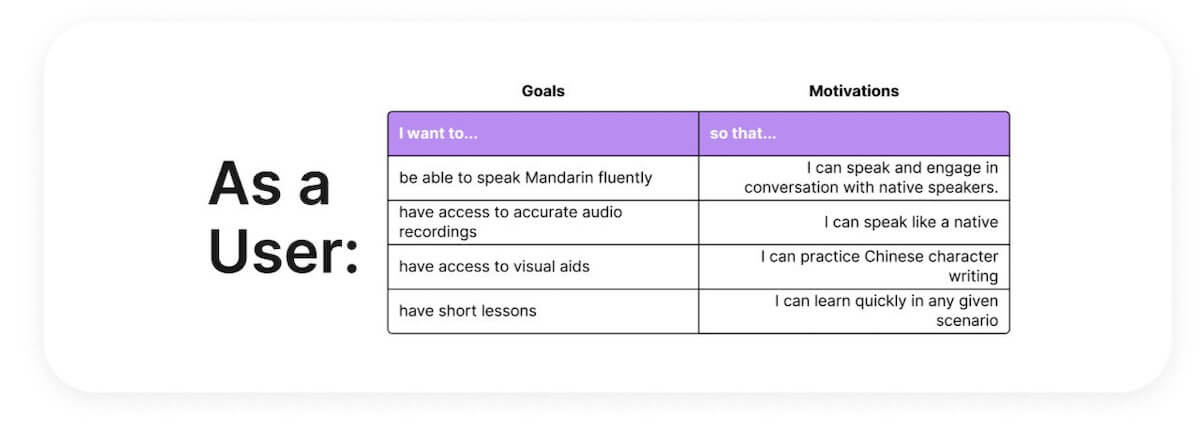 As a
User:
Goals
Motivations
I want to...
so that...
be able to speak Mandarin fluently
I can speak and engage in
conversation with native speakers.
have access to accurate audio
recordings
I can speak like a native
have access to visual aids
I can practice Chinese character
writing
have short lessons
I can learn quickly in any given
scenario